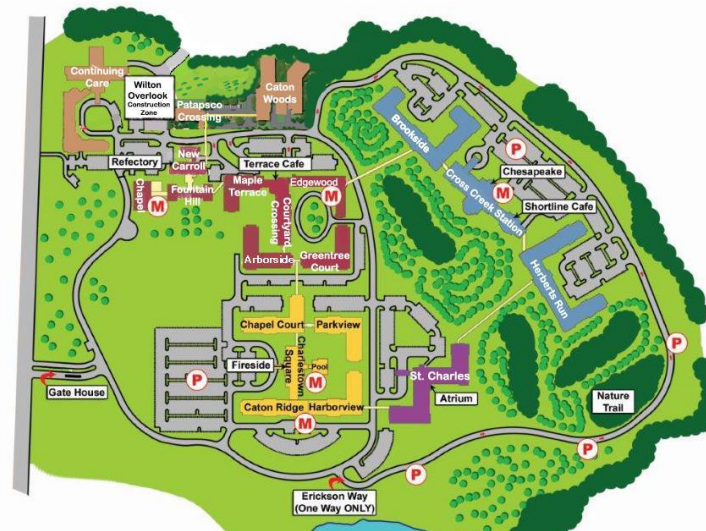 Continuing
Care
Wilton
Overlook
Construction
Zone
Caton
Woods
Patapsco
Crossing
Refectory
New
Carroll
Terrace Cafe
Brookside
P
Chesapeake
M
Cross Creek Station
Shortline Cafe
Chapel
M
Fountain
Hill
Maple
Terrace
Edgewood
M
Courtyard
Crossing
Arborside
Greentree
Court
Herberts Run
Chapel Court
Parkview
Charlestown
Square
Fireside
Pool
M
P
P
St. Charles
Atrium
Gate House
Caton Ridge
Harborview
M
Nature
Trail
P
P
Erickson Way
(One Way ONLY)